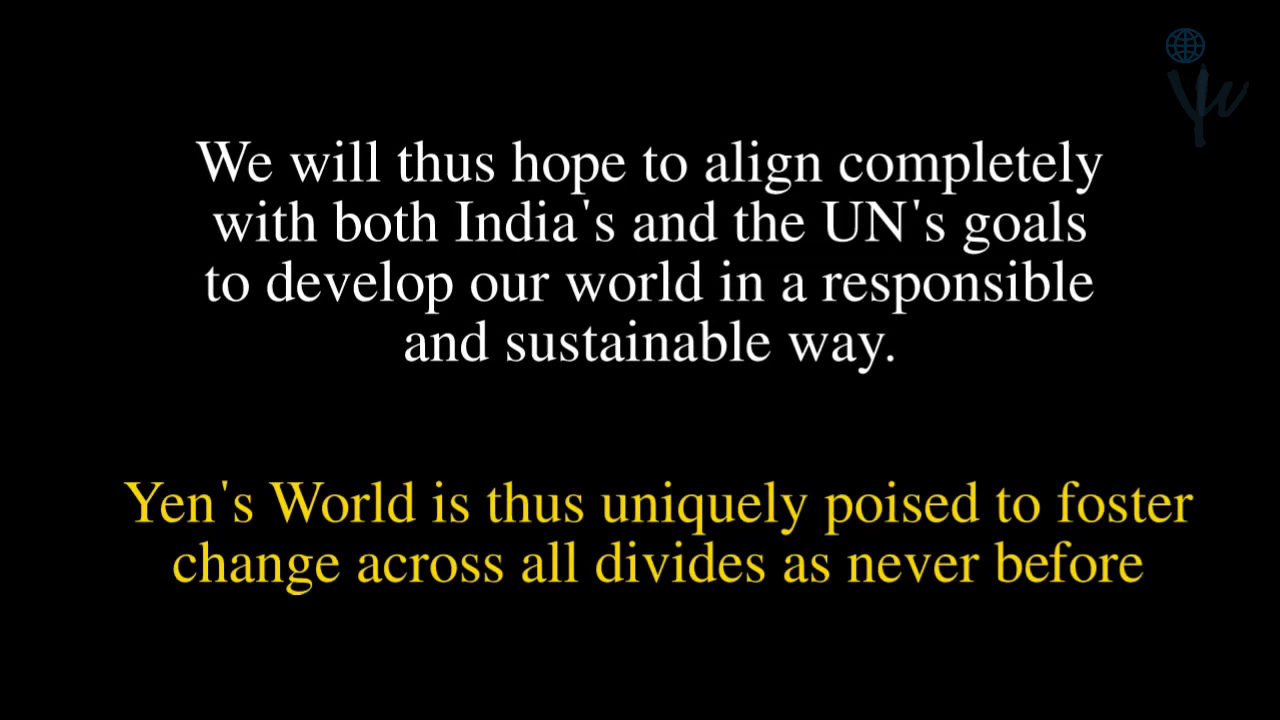 We will thus hope to align completely
with both India's and the UN's goals
to develop our world in a responsible
and sustainable way.
Yen's World is thus uniquely poised to foster
change across all divides as never before